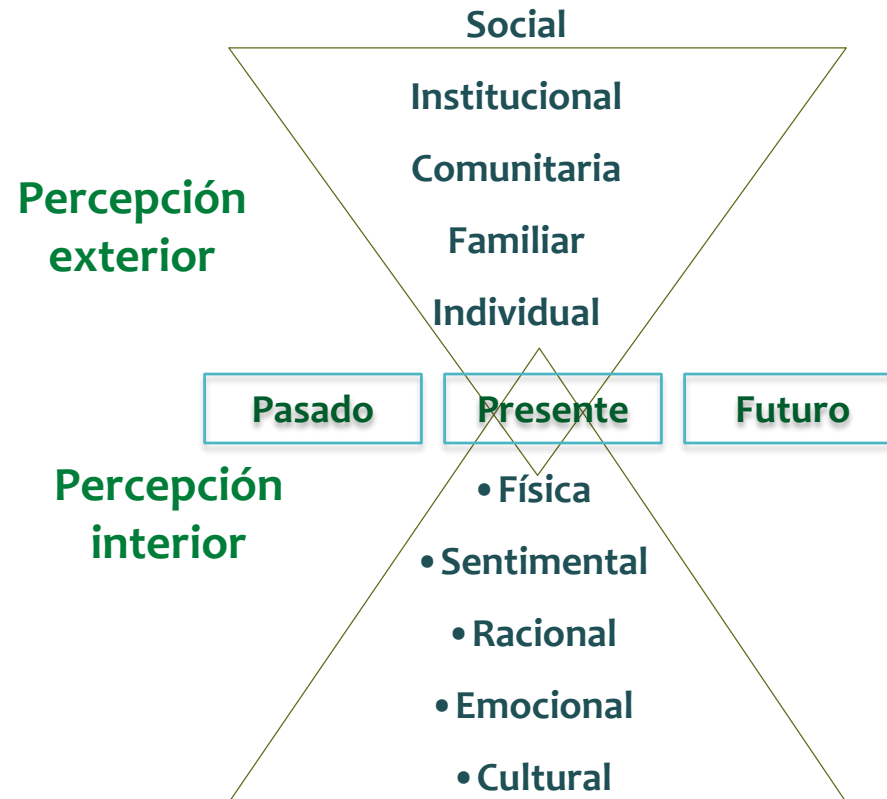 Social
Institucional
Comunitaria
Percepción
exterior
Familiar
Individual
Pasado Presente Futuro
Percepción
interior
• Física
• Sentimental
• Racional
• Emocional
• Cultural